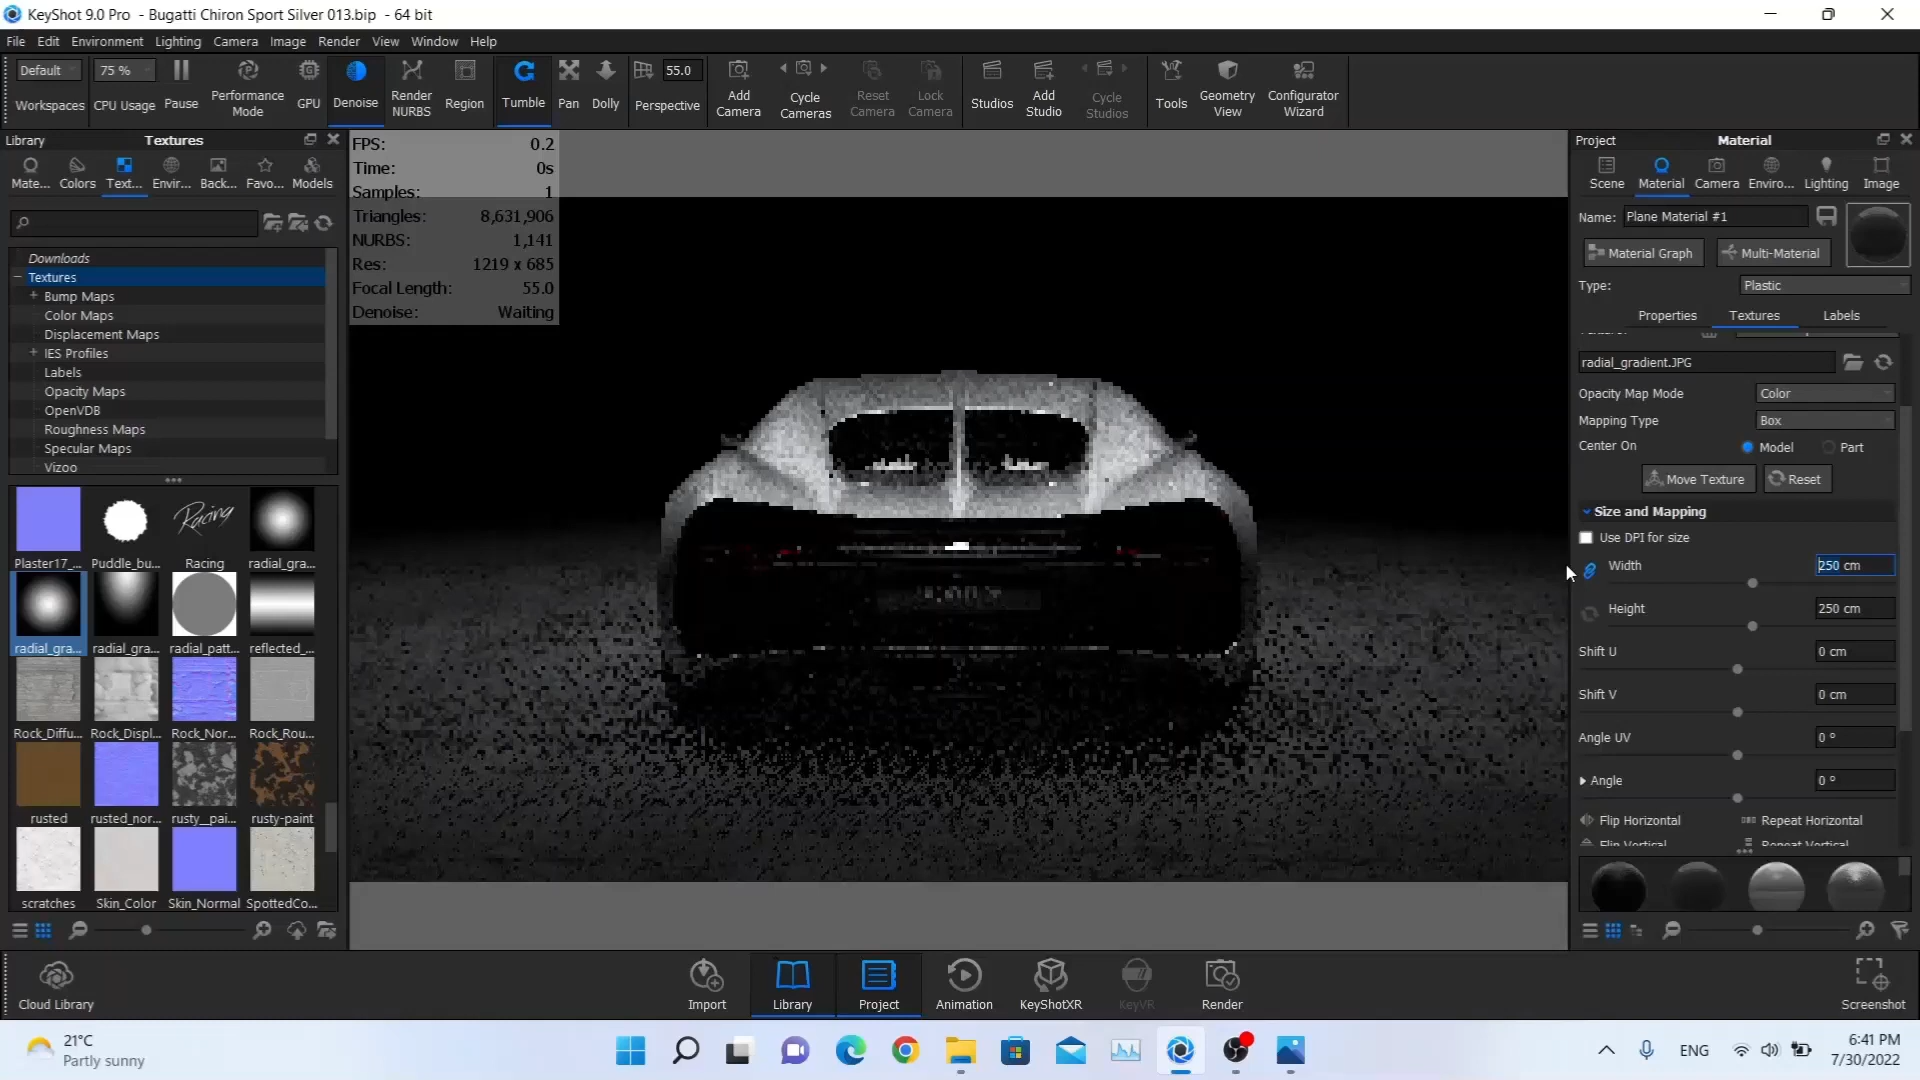 KeyShot 9.0 Pro - Bugatti Chiron Sport Silver 013.bip - 64 bit
File Edit Environment Lighting Camera Image Render View Window Help
Default 75 % 55.0
Workspaces CPU Usage Pause Performance Mode GPU Denoise Render NURBS Region Tumble Pan Dolly Perspective Add Camera Cycle Cameras Reset Camera Lock Camera Studios Add Studio Cycle Studios Tools Geometry View Configurator Wizard
Library Textures
Mate... Colors Text... Envir... Back... Favo... Models
Downloads
Textures
Bump Maps
Color Maps
Displacement Maps
IES Profiles
Labels
Opacity Maps
OpenVDB
Roughness Maps
Specular Maps
Vizoo
Plaster17_... Puddle_bu... Racing radial_gra...
radial_gra... radial_gra... radial_patt... reflected_...
Rock_Diffu... Rock_Displ... Rock_Nor... Rock_Rou...
rusted rusted_nor... rusty__pai... rusty-paint
scratches Skin_Color Skin_Normal SpottedCo...
FPS: 0.2
Time: 0s
Samples: 1
Triangles: 8,631,906
NURBS: 1,141
Res: 1219 x 685
Focal Length: 55.0
Denoise: Waiting
Project Material
Scene Material Camera Enviro... Lighting Image
Name: Plane Material #1
Material Graph Multi-Material
Type: Plastic
Properties Textures Labels
radial_gradient.JPG
Opacity Map Mode Color
Mapping Type Box
Center On Model Part
Move Texture Reset
Size and Mapping
Use DPI for size
Width 250 cm
Height 250 cm
Shift U 0 cm
Shift V 0 cm
Angle UV 0 °
Angle 0 °
Flip Horizontal Repeat Horizontal
Flip Vertical Repeat Vertical
Cloud Library Import Library Project Animation KeyShotXR KeyVR Render Screenshot
21°C
Partly sunny
ENG
6:41 PM
7/30/2022